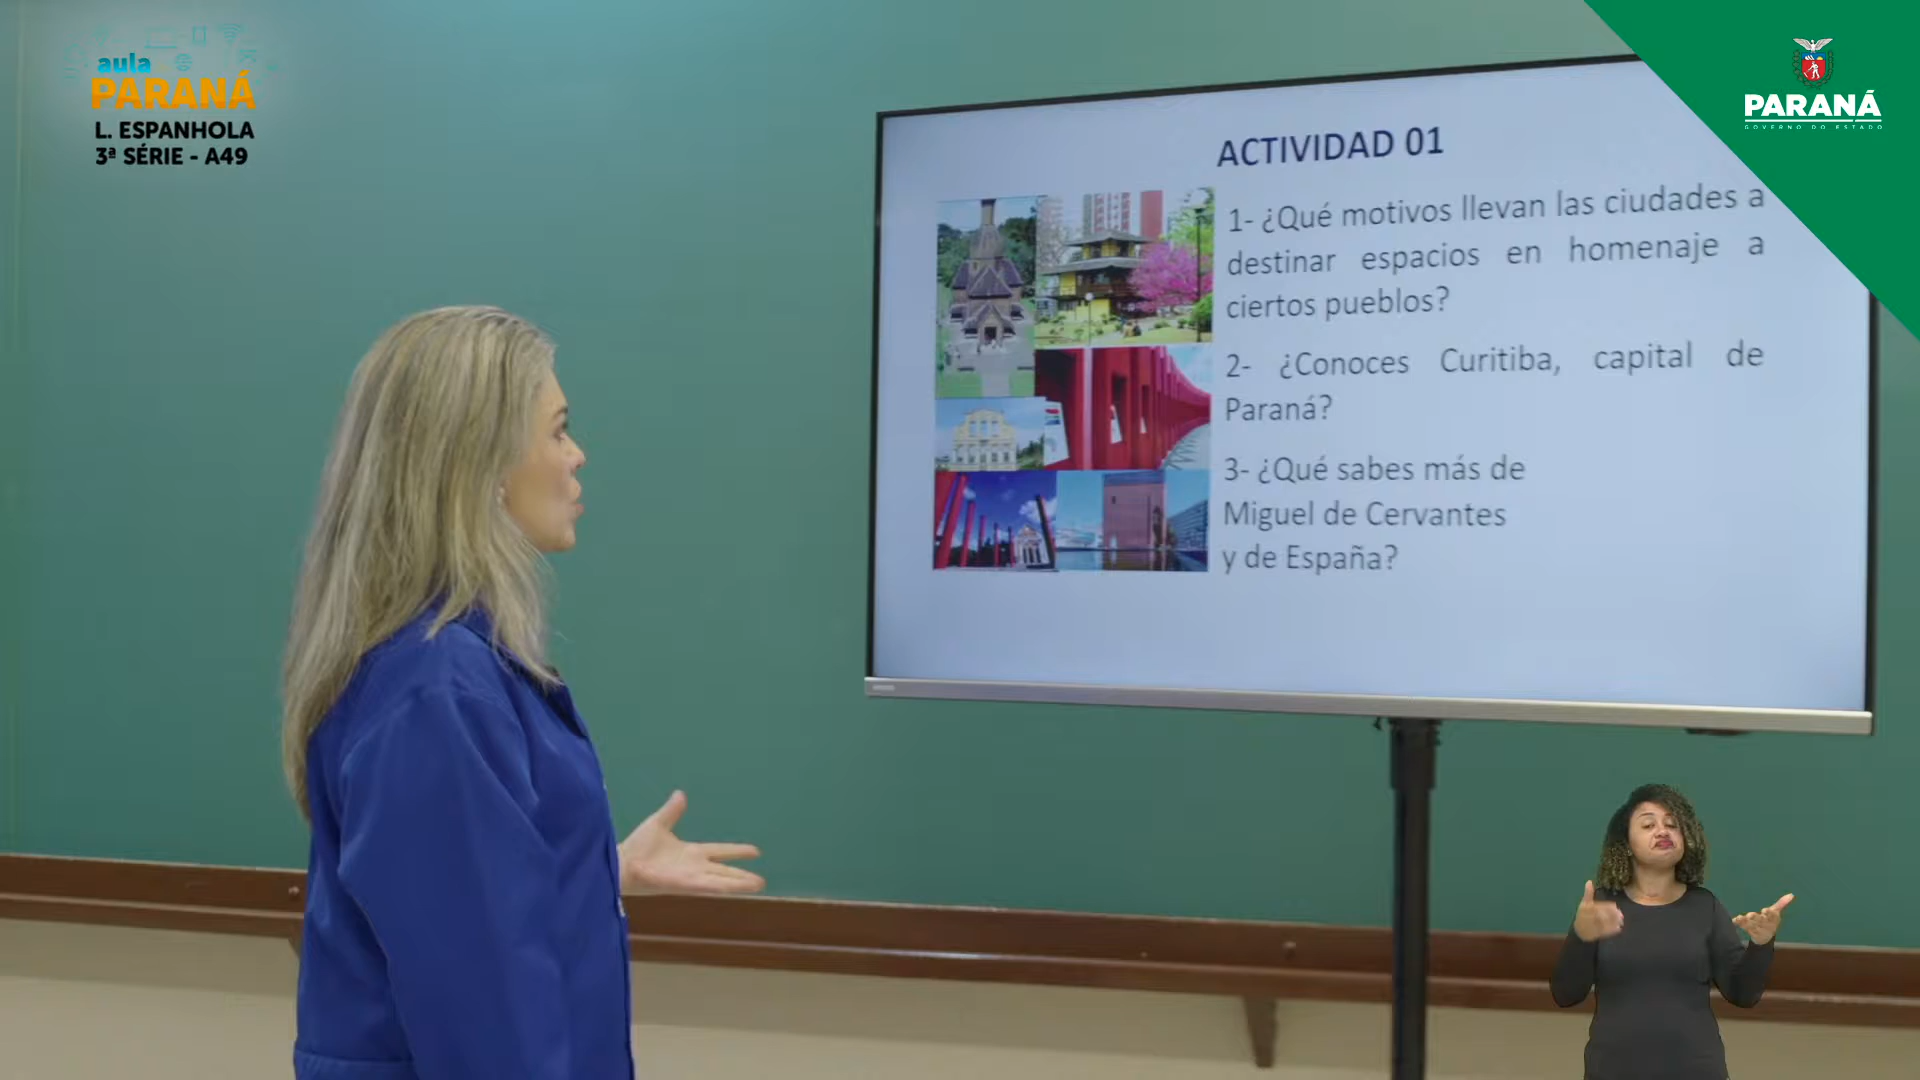 aula
PARANÁ
L. ESPANHOLA
3ª SÉRIE - A49
PARANÁ
GOVERNO DO ESTADO
ACTIVIDAD 01
1- ¿Qué motivos llevan las ciudades a
destinar espacios en homenaje a
ciertos pueblos?
2- ¿Conoces Curitiba, capital de
Paraná?
3- ¿Qué sabes más de
Miguel de Cervantes
y de España?